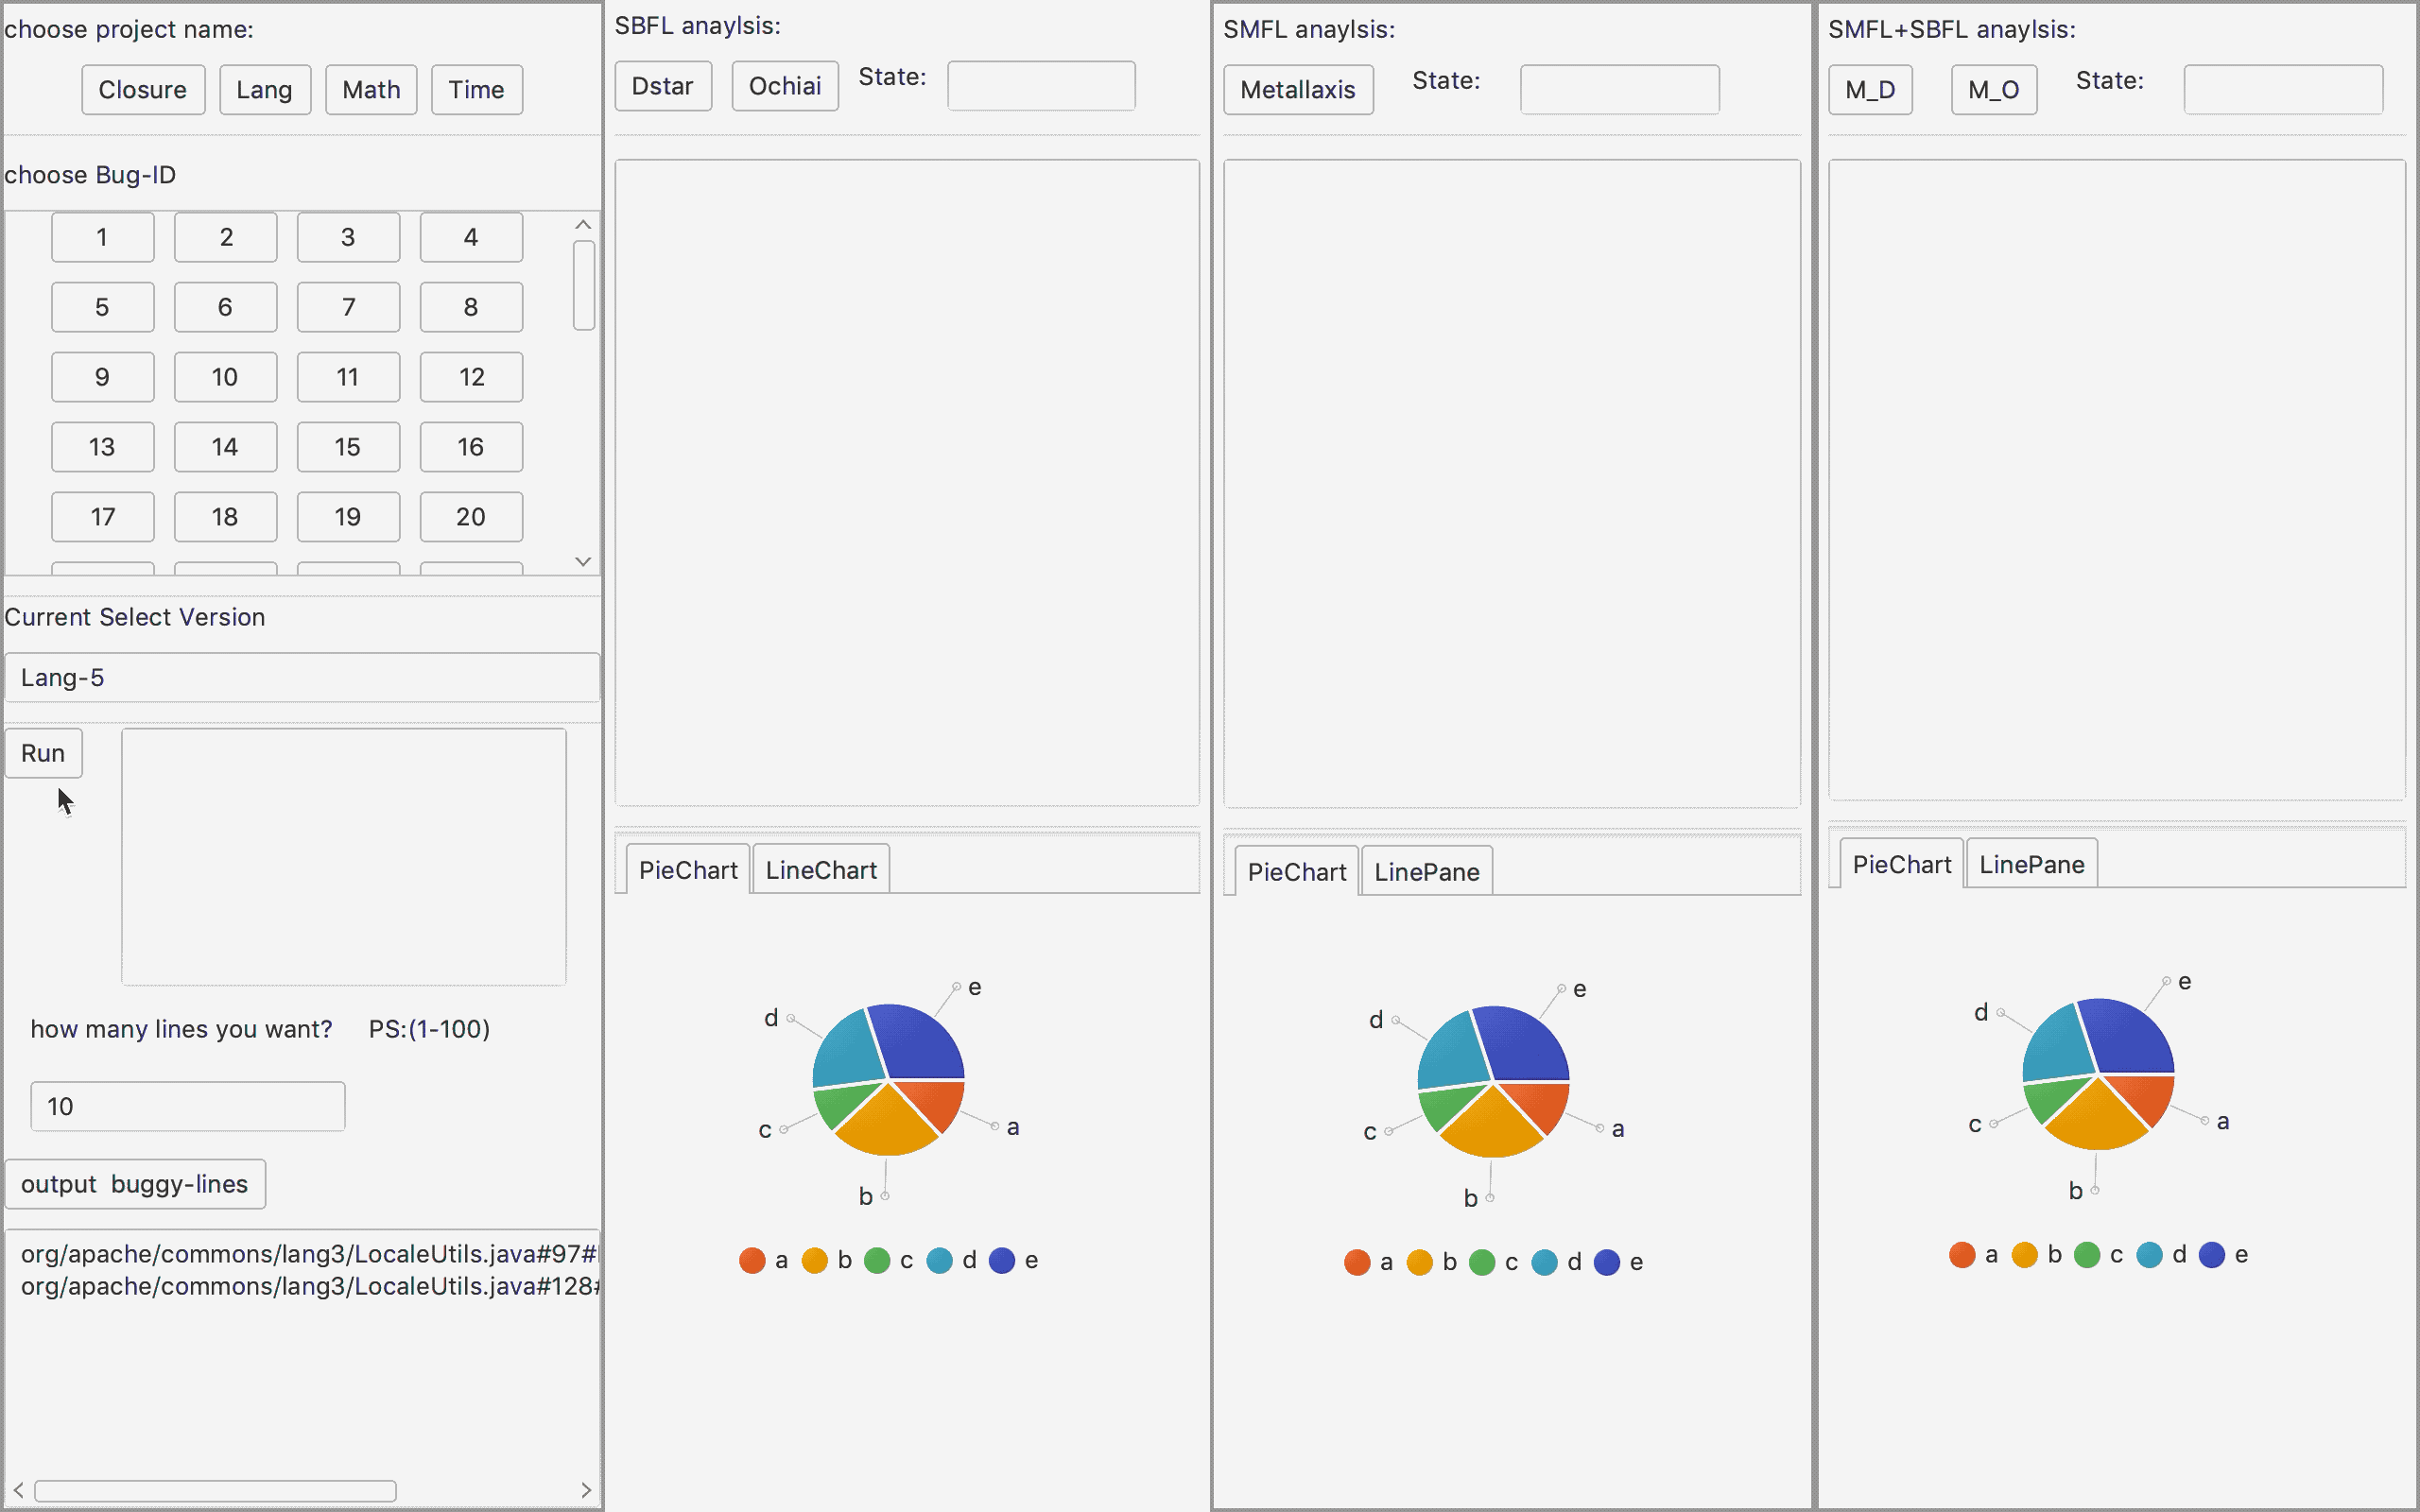 choose project name:
Closure Lang Math Time
choose Bug-ID
1 2 3 4
5 6 7 8
9 10 11 12
13 14 15 16
17 18 19 20
Current Select Version
Lang-5
Run
how many lines you want? PS:(1-100)
10
output buggy-lines
org/apache/commons/lang3/LocaleUtils.java#97#
org/apache/commons/lang3/LocaleUtils.java#128#
SBFL anaylsis:
Dstar Ochiai State:
PieChart LineChart
e
d
c
a
b
a b c d e
SMFL anaylsis:
Metallaxis State:
PieChart LinePane
e
d
c
a
b
a b c d e
SMFL+SBFL anaylsis:
M_D M_O State:
PieChart LinePane
e
d
c
a
b
a b c d e